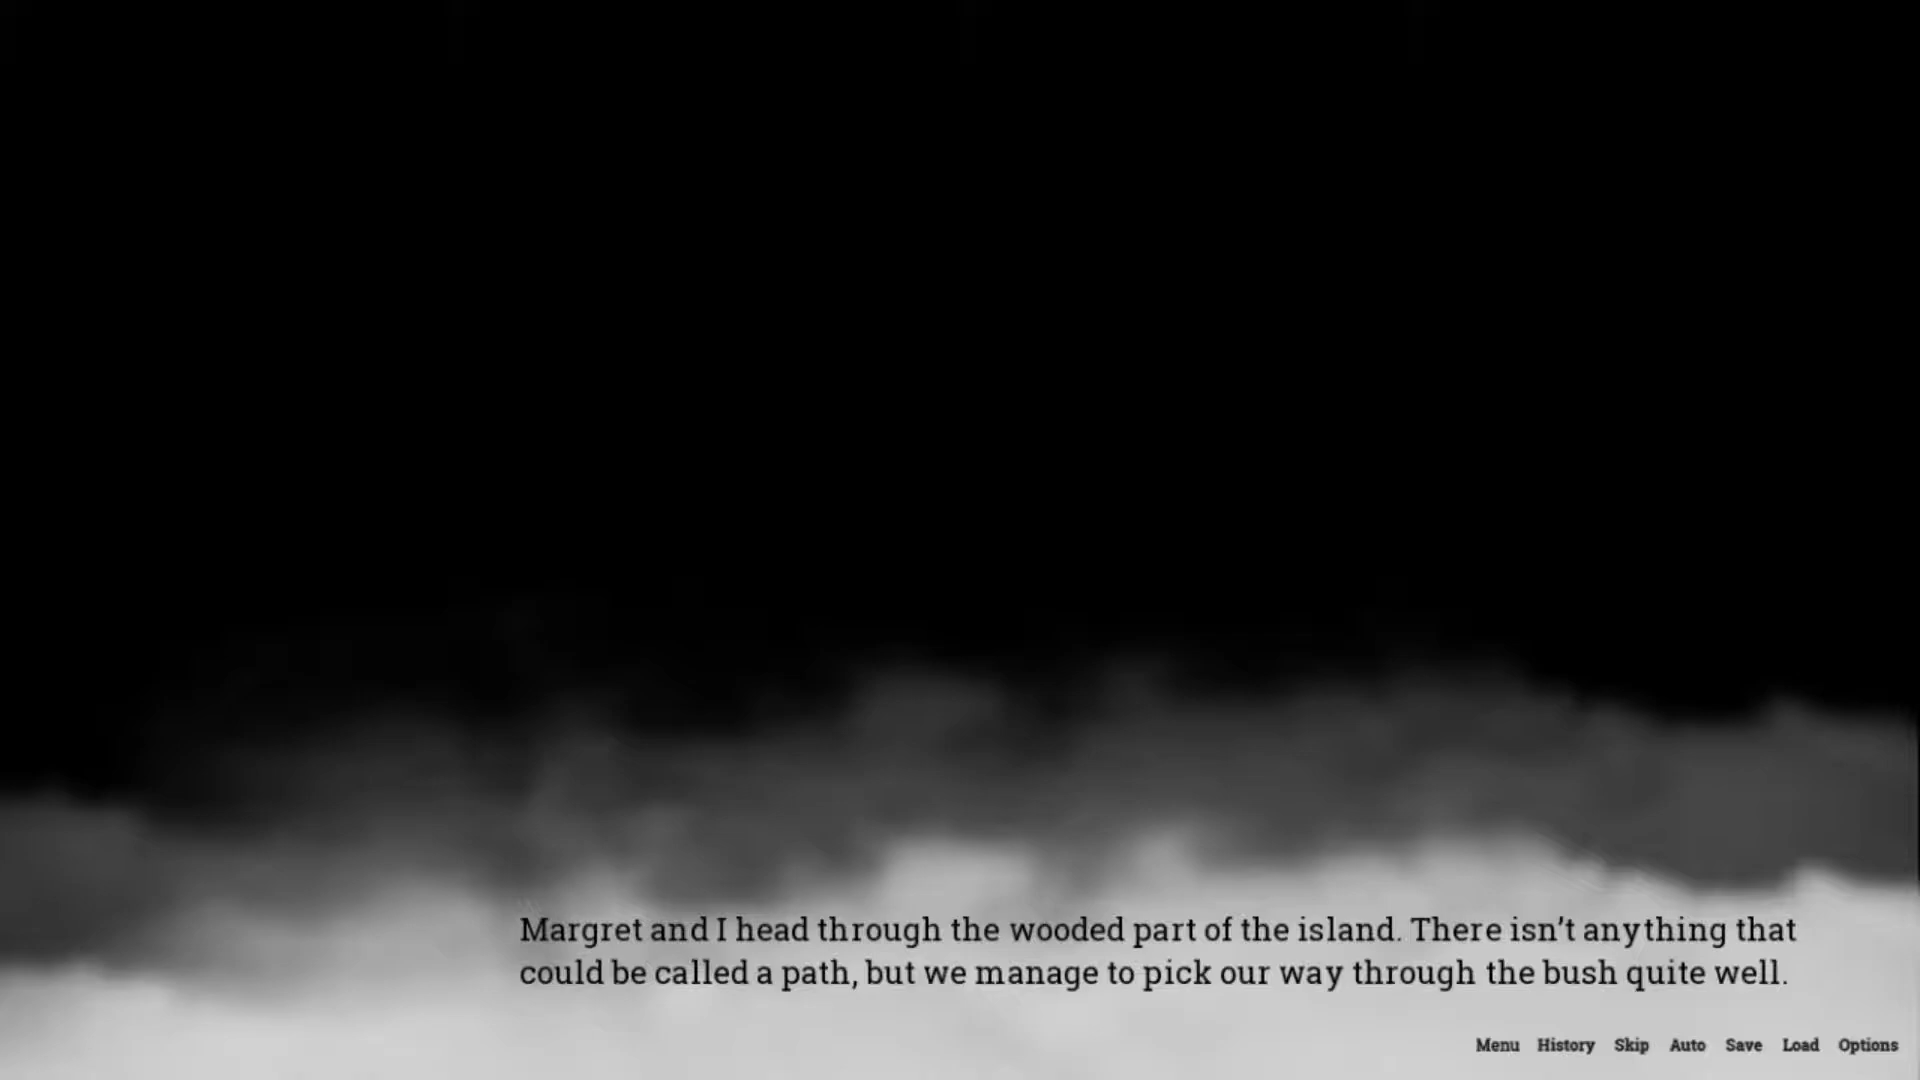 Margret and I head through the wooded part of the island. There isn’t anything that
could be called a path, but we manage to pick our way through the bush quite well.
Menu History Skip Auto Save Load Options